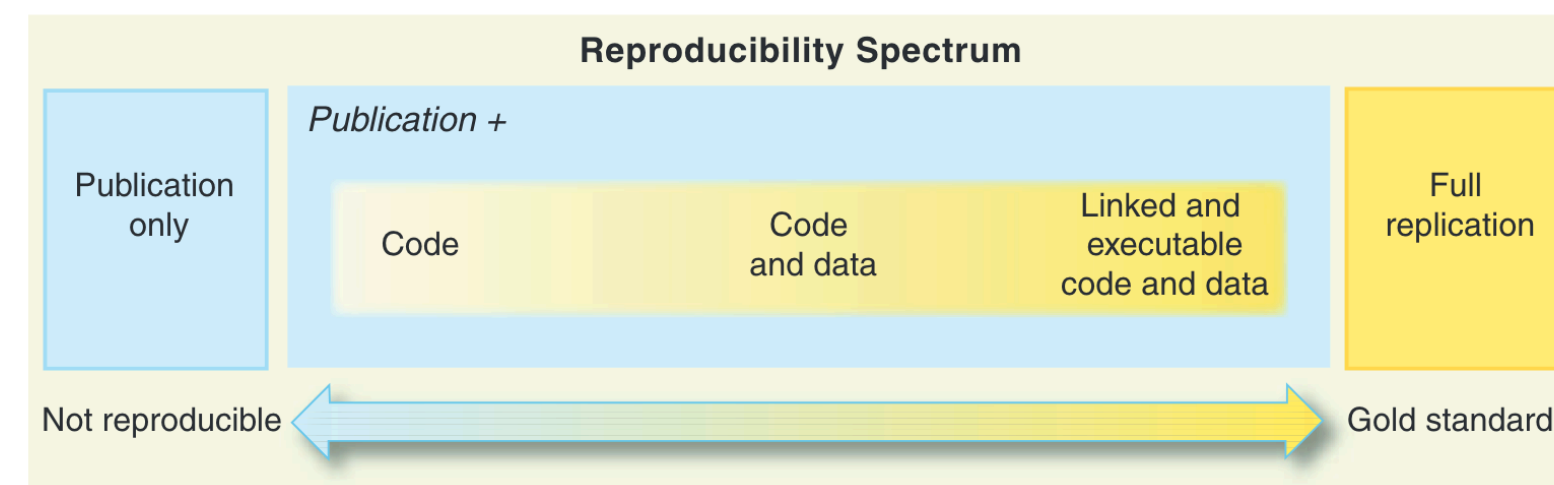 Reproducibility Spectrum
Publication
only
Publication +
Code
Code
and data
Linked and
executable
code and data
Full
replication
Not reproducible
Gold standard